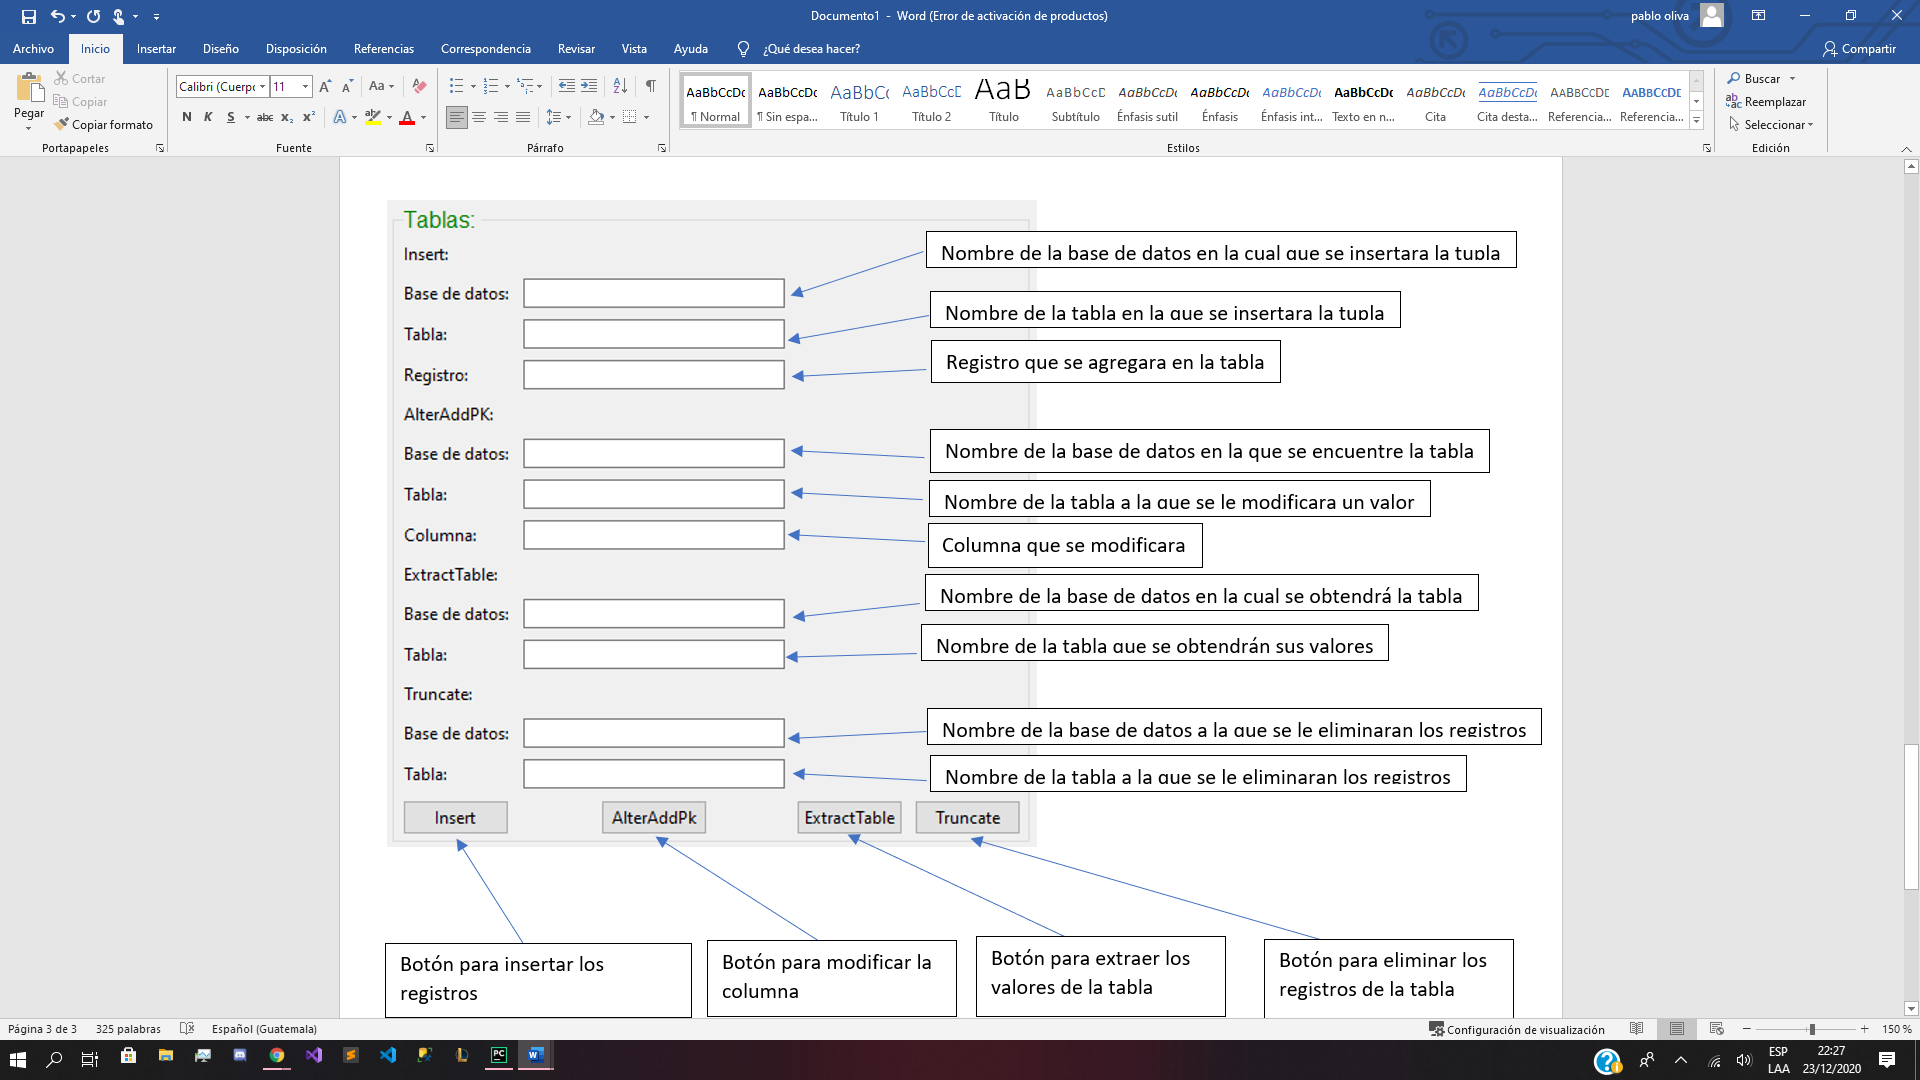 Documento1 - Word (Error de activación de productos)
pablo oliva
Archivo
Inicio
Insertar
Diseño
Disposición
Referencias
Correspondencia
Revisar
Vista
Ayuda
¿Qué desea hacer?
Compartir
Pegar
Cortar
Copiar
Copiar formato
Portapapeles
Calibri (Cuerpo
11
Fuente
Párrafo
AaBbCcDc
¶ Normal
AaBbCcDc
¶ Sin espa...
AaBbCc
Título 1
AaBbCcD
Título 2
AaB
Título
AaBbCcD
Subtítulo
AaBbCcDc
Énfasis sutil
AaBbCcDc
Énfasis
AaBbCcDc
Énfasis int...
AaBbCcDc
Texto en n...
AaBbCcDc
Cita
AaBbCcDc
Cita desta...
AABBCCDE
Referencia...
AABBCCDE
Referencia...
Estilos
Buscar
Reemplazar
Seleccionar
Edición
Tablas:
Insert:
Base de datos:
Nombre de la base de datos en la cual que se insertara la tupla
Tabla:
Nombre de la tabla en la que se insertara la tupla
Registro:
Registro que se agregara en la tabla
AlterAddPK:
Base de datos:
Nombre de la base de datos en la que se encuentre la tabla
Tabla:
Nombre de la tabla a la que se le modificara un valor
Columna:
Columna que se modificara
ExtractTable:
Base de datos:
Nombre de la base de datos en la cual se obtendrá la tabla
Tabla:
Nombre de la tabla que se obtendrán sus valores
Truncate:
Base de datos:
Nombre de la base de datos a la que se le eliminaran los registros
Tabla:
Nombre de la tabla a la que se le eliminaran los registros
Insert
AlterAddPk
ExtractTable
Truncate
Botón para insertar los
registros
Botón para modificar la
columna
Botón para extraer los
valores de la tabla
Botón para eliminar los
registros de la tabla
Página 3 de 3
325 palabras
Español (Guatemala)
Configuración de visualización
150 %
ESP
LAA
22:27
23/12/2020